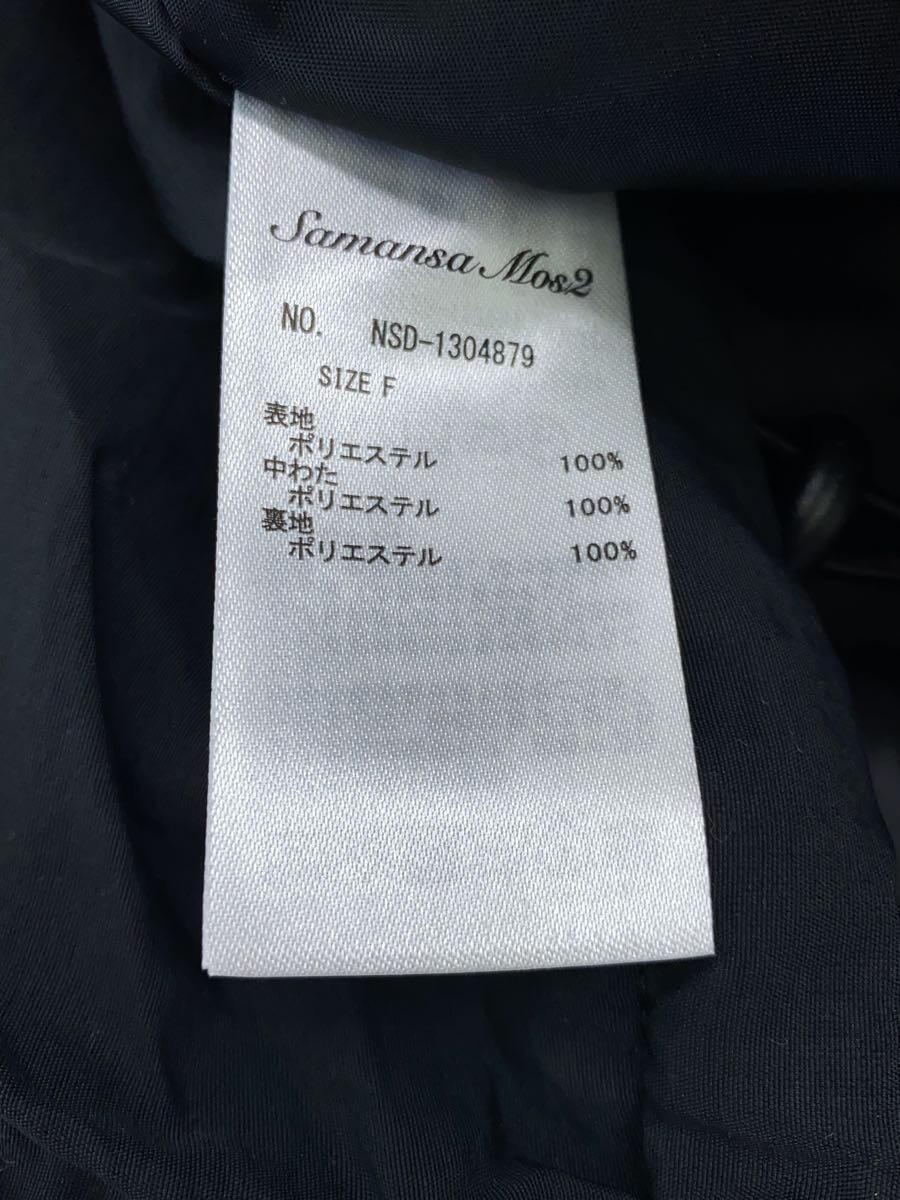 Samansa Mos2
NO. NSD-1304879
SIZE F
表地
ポリエステル 100%
中わた
ポリエステル 100%
裏地
ポリエステル 100%